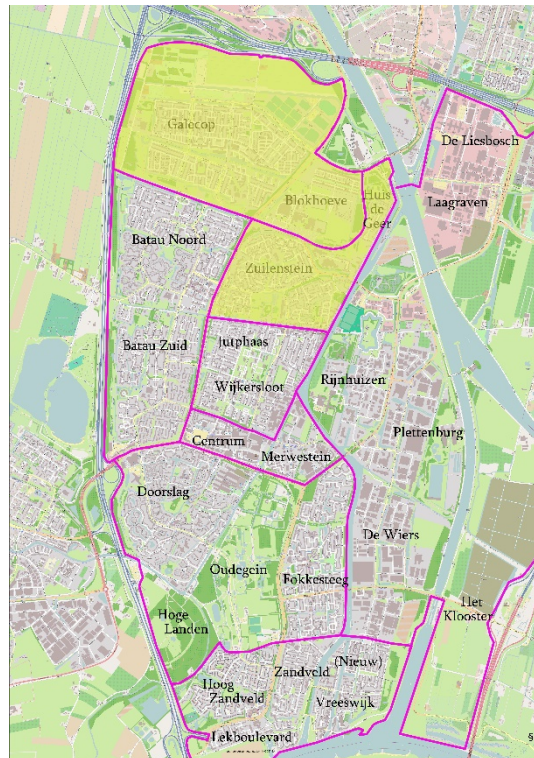 Galecop
De Liesbosch
Laagraven
Blokhoeve
Huis
de
Geer
Batau Noord
Zuilenstein
Batau Zuid
Jutphaas
Wijkersloot
Rijnhuizen
Plettenburg
Centrum
Merwestein
Doorslag
De Wiers
Oudegein
Fokkesteeg
Hoge
Landen
Het
Klooster
Zandveld
(Nieuw)
Hoog
Zandveld
Vreeswijk
Lekboulevard
§